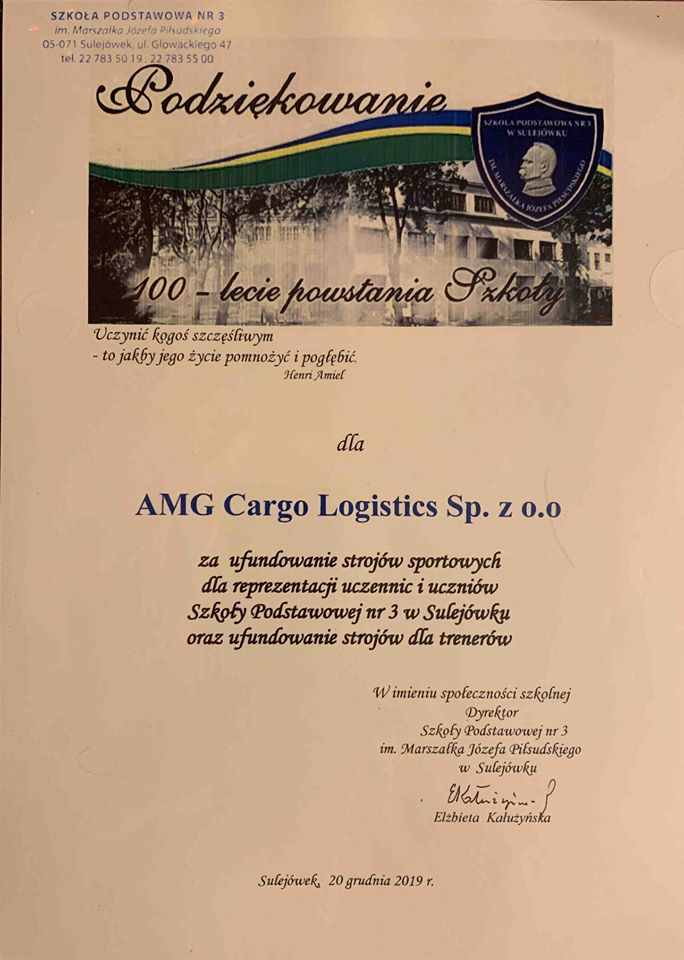 SZKOŁA PODSTAWOWA NR 3
im. Marszałka Józefa Piłsudskiego
05-071 Sulejówek, ul. Głowackiego 47
tel. 22 783 50 19, 22 783 55 00
Podziękowanie
SZKOŁA PODSTAWOWA NR 3
W SULEJÓWKU
IM. MARSZAŁKA JÓZEFA PIŁSUDSKIEGO
100 - lecie powstania Szkoły
Uczynić kogoś szczęśliwym
- to jakby jego życie pomnożyć i pogłębić.
Henri Amiel
dla
AMG Cargo Logistics Sp. z o.o
za ufundowanie strojów sportowych
dla reprezentacji uczennic i uczniów
Szkoły Podstawowej nr 3 w Sulejówku
oraz ufundowanie strojów dla trenerów
W imieniu społeczności szkolnej
Dyrektor
Szkoły Podstawowej nr 3
im. Marszałka Józefa Piłsudskiego
w Sulejówku
Elżbieta Kałużyńska
Sulejówek, 20 grudnia 2019 r.